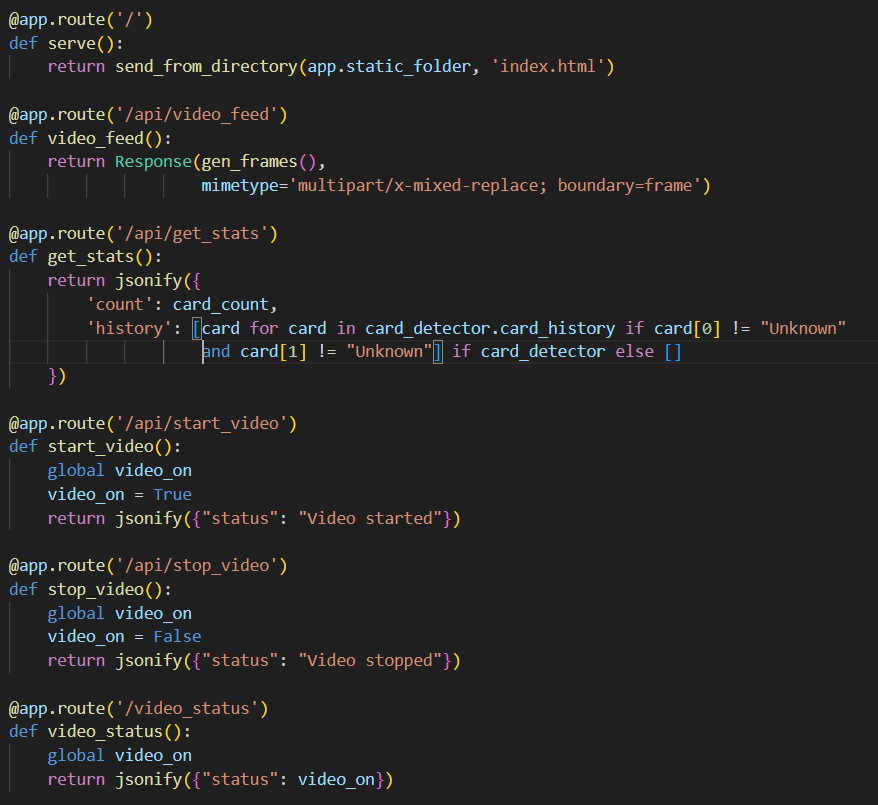 @app.route('/')
def serve():
    return send_from_directory(app.static_folder, 'index.html')

@app.route('/api/video_feed')
def video_feed():
    return Response(gen_frames(),
                    mimetype='multipart/x-mixed-replace; boundary=frame')

@app.route('/api/get_stats')
def get_stats():
    return jsonify({
        'count': card_count,
        'history': [card for card in card_detector.card_history if card[0] != "Unknown"
                    and card[1] != "Unknown"] if card_detector else []
    })

@app.route('/api/start_video')
def start_video():
    global video_on
    video_on = True
    return jsonify({"status": "Video started"})

@app.route('/api/stop_video')
def stop_video():
    global video_on
    video_on = False
    return jsonify({"status": "Video stopped"})

@app.route('/video_status')
def video_status():
    global video_on
    return jsonify({"status": video_on})